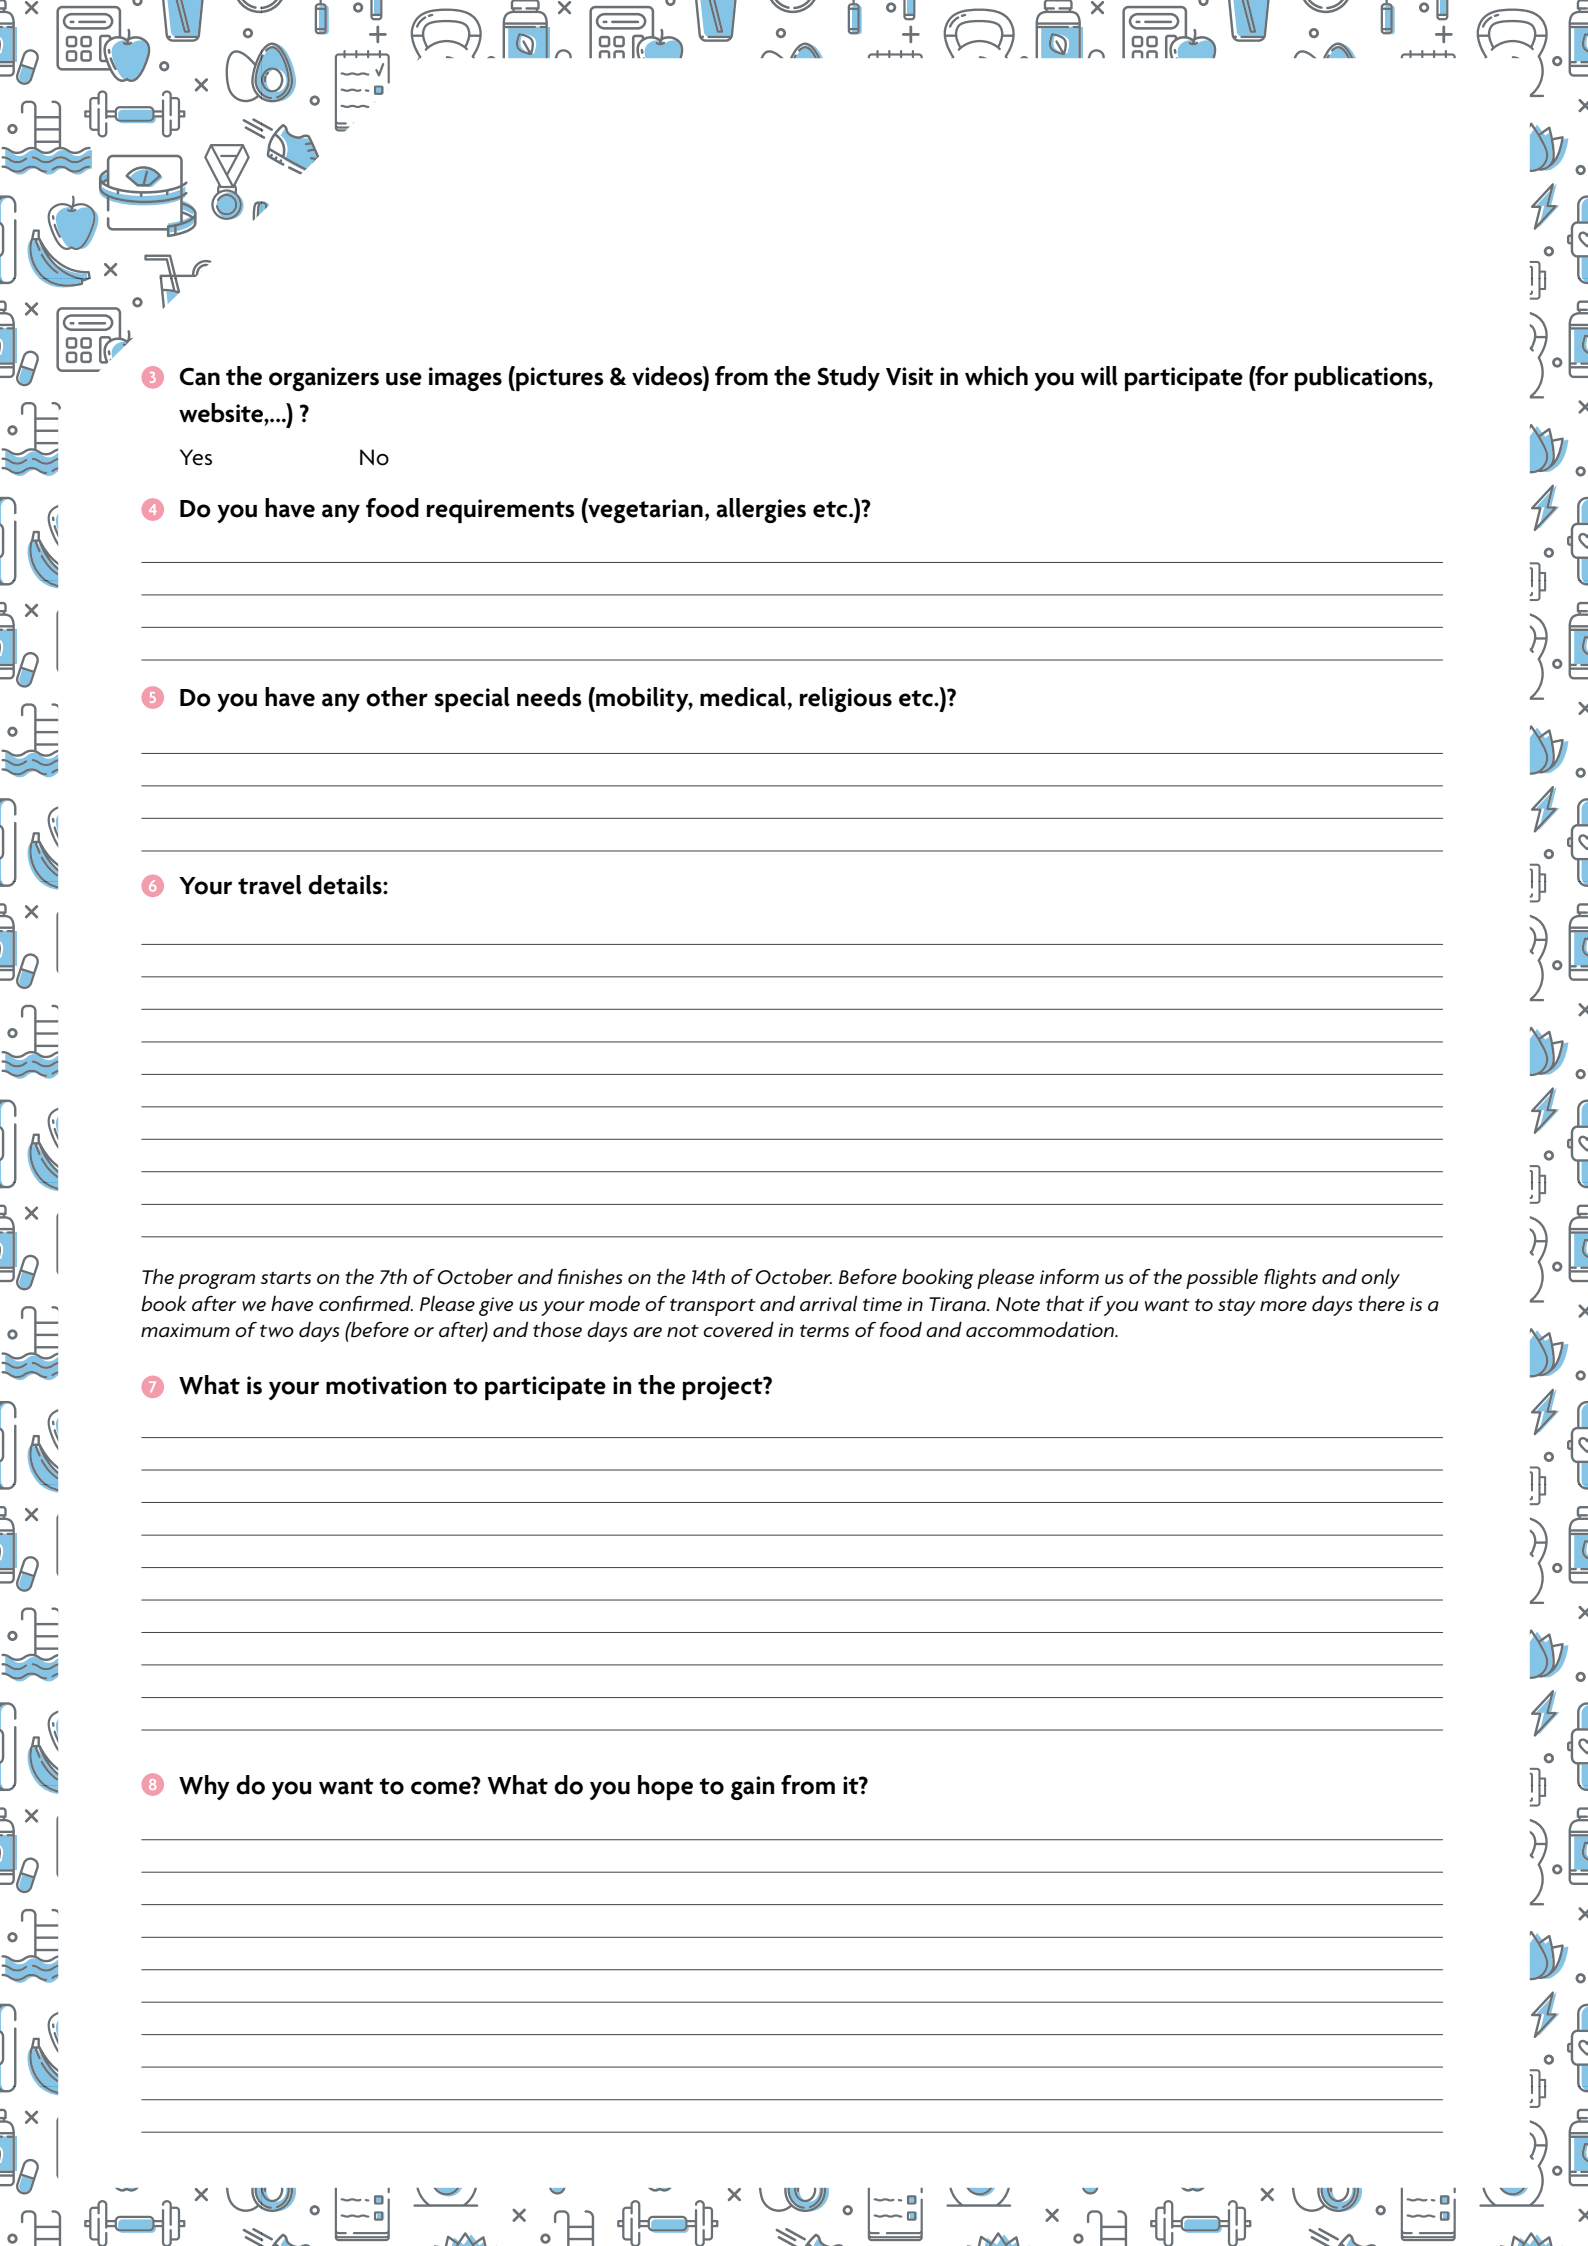 3 Can the organizers use images (pictures & videos) from the Study Visit in which you will participate (for publications,
website,...) ?
Yes No
4 Do you have any food requirements (vegetarian, allergies etc.)?
5 Do you have any other special needs (mobility, medical, religious etc.)?
6 Your travel details:
The program starts on the 7th of October and finishes on the 14th of October. Before booking please inform us of the possible flights and only
book after we have confirmed. Please give us your mode of transport and arrival time in Tirana. Note that if you want to stay more days there is a
maximum of two days (before or after) and those days are not covered in terms of food and accommodation.
7 What is your motivation to participate in the project?
8 Why do you want to come? What do you hope to gain from it?